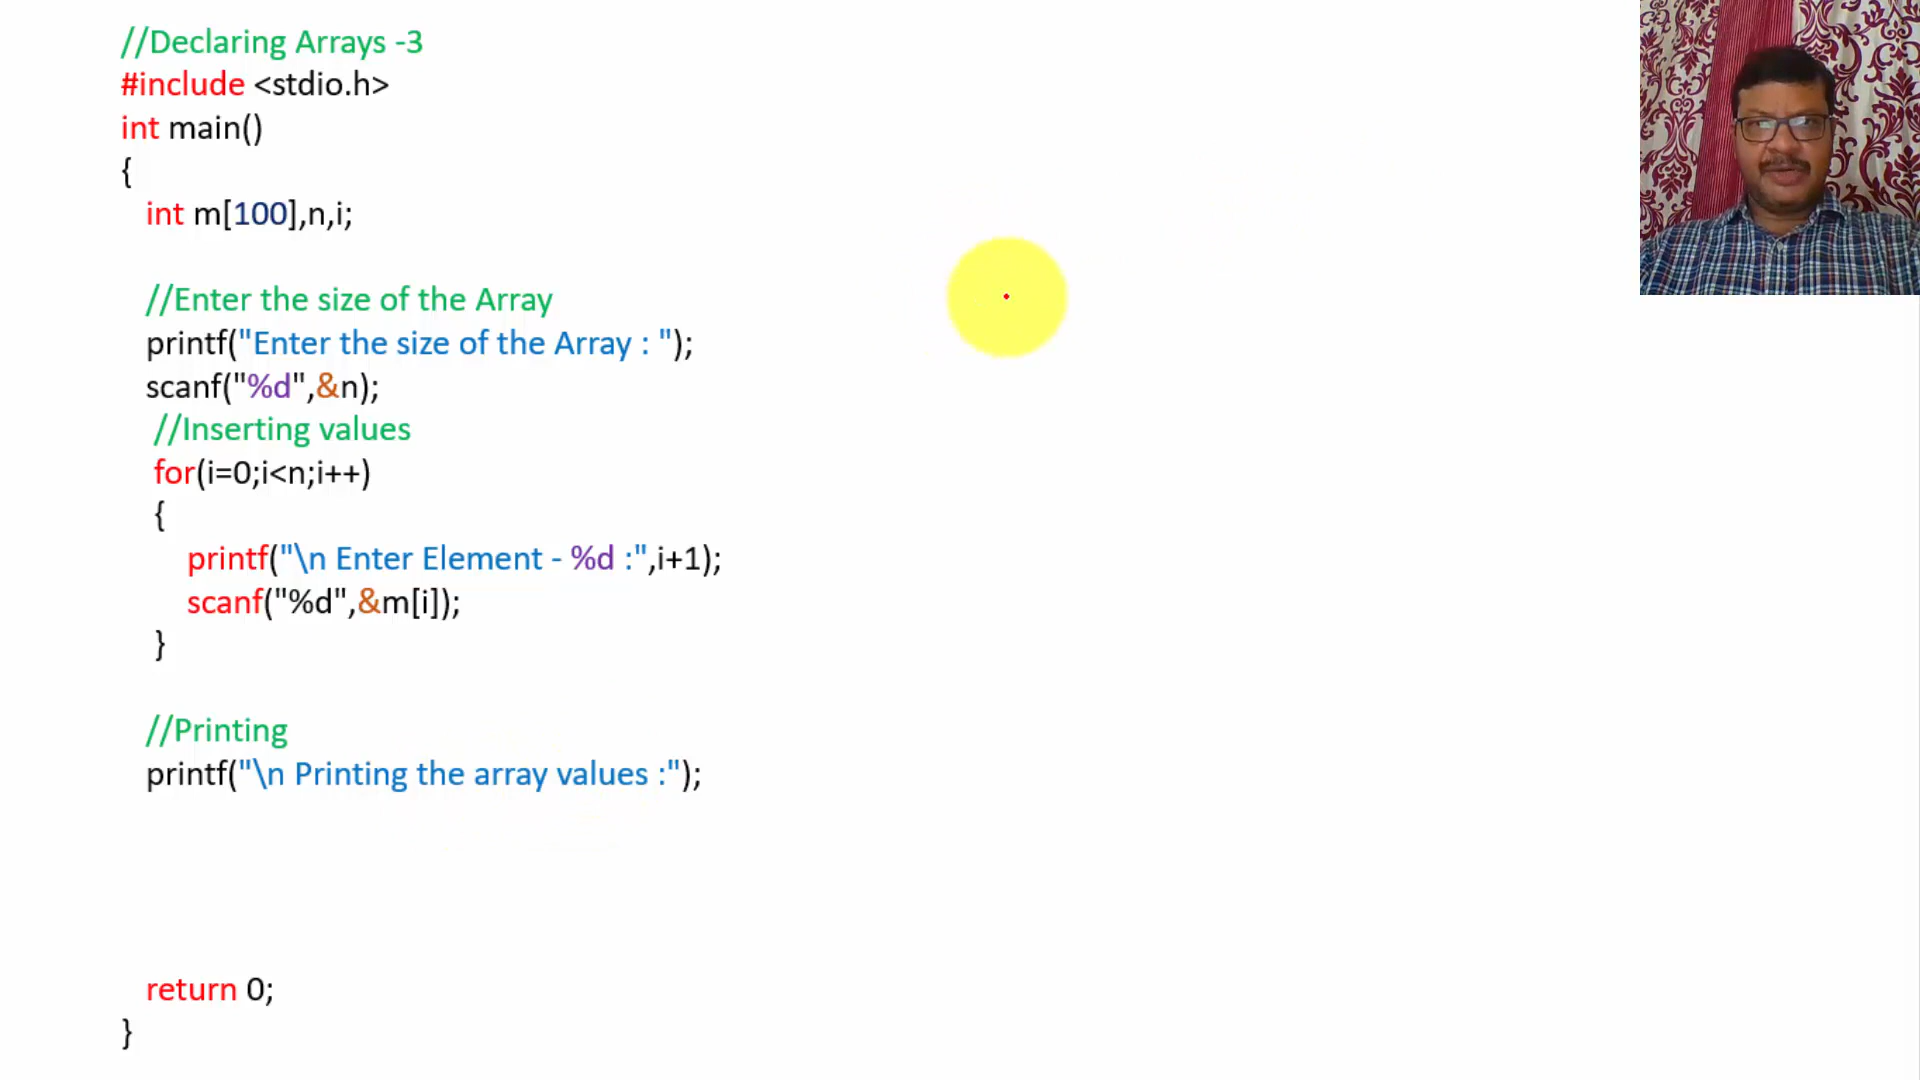 //Declaring Arrays -3
#include <stdio.h>
int main()
{
int m[100],n,i;
//Enter the size of the Array
printf("Enter the size of the Array : ");
scanf("%d",&n);
//Inserting values
for(i=0;i<n;i++)
{
printf("\n Enter Element - %d :",i+1);
scanf("%d",&m[i]);
}
//Printing
printf("\n Printing the array values :");
return 0;
}